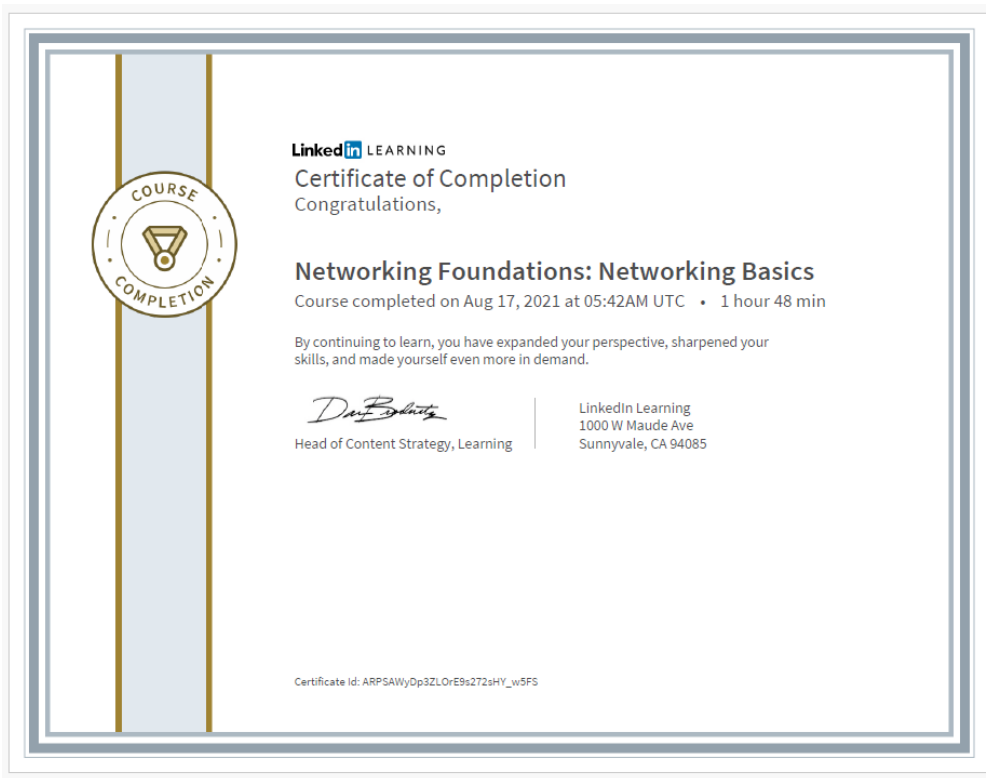 COURSE
COMPLETION
Linked in LEARNING
Certificate of Completion
Congratulations,
Networking Foundations: Networking Basics
Course completed on Aug 17, 2021 at 05:42AM UTC • 1 hour 48 min
By continuing to learn, you have expanded your perspective, sharpened your
skills, and made yourself even more in demand.
Head of Content Strategy, Learning
LinkedIn Learning
1000 W Maude Ave
Sunnyvale, CA 94085
Certificate Id: ARPSAWyDp3ZLOrE9s272sHY_w5FS